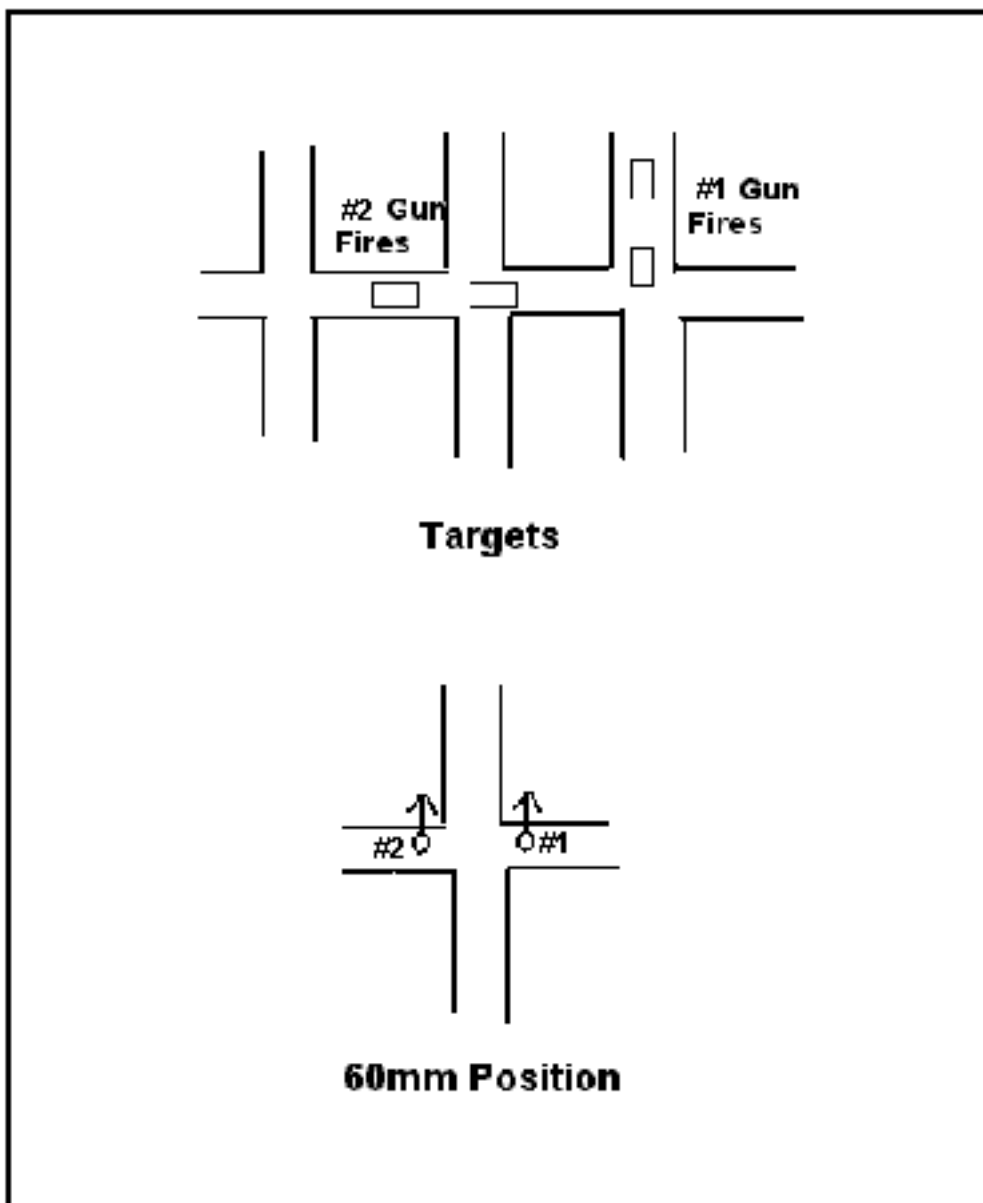 #2 Gun
Fires
#1 Gun
Fires
Targets
#2
#1
60mm Position